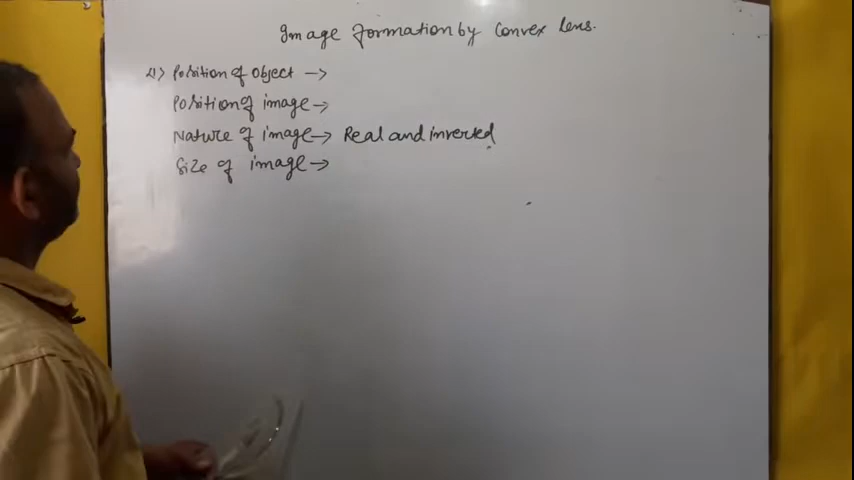 Image Formation by Convex Lens.
1) Position of object →
Position of image →
Nature of image → Real and inverted
Size of image →